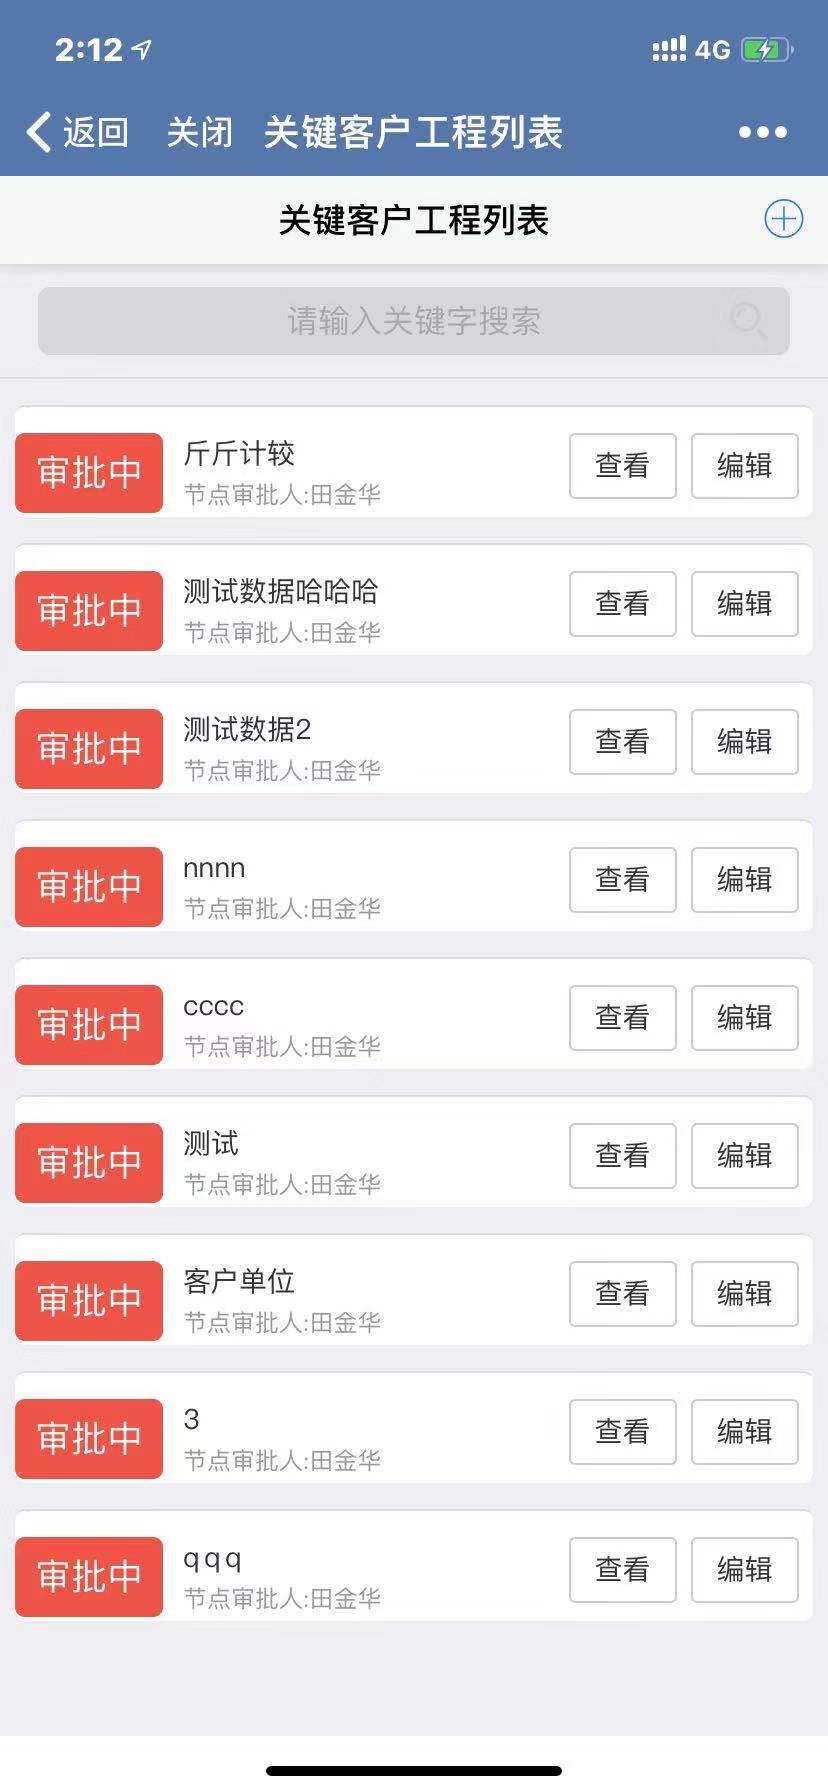 2:12 4G
返回 关闭 关键客户工程列表
关键客户工程列表
请输入关键字搜索
审批中 斤斤计较 查看 编辑
节点审批人:田金华
审批中 测试数据哈哈哈 查看 编辑
节点审批人:田金华
审批中 测试数据2 查看 编辑
节点审批人:田金华
审批中 nnnn 查看 编辑
节点审批人:田金华
审批中 cccc 查看 编辑
节点审批人:田金华
审批中 测试 查看 编辑
节点审批人:田金华
审批中 客户单位 查看 编辑
节点审批人:田金华
审批中 3 查看 编辑
节点审批人:田金华
审批中 qqq 查看 编辑
节点审批人:田金华